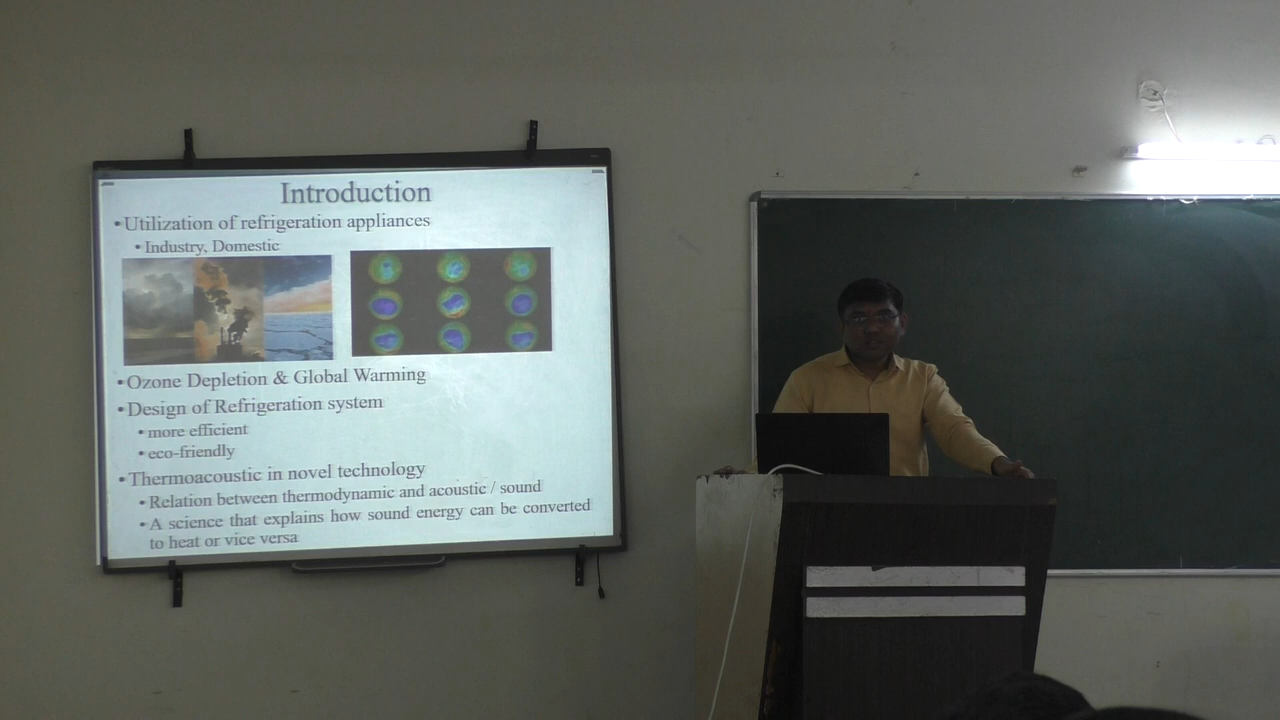 Introduction
•Utilization of refrigeration appliances
• Industry, Domestic
•Ozone Depletion & Global Warming
•Design of Refrigeration system
• more efficient
• eco-friendly
•Thermoacoustic in novel technology
• Relation between thermodynamic and acoustic / sound
• A science that explains how sound energy can be converted
to heat or vice versa